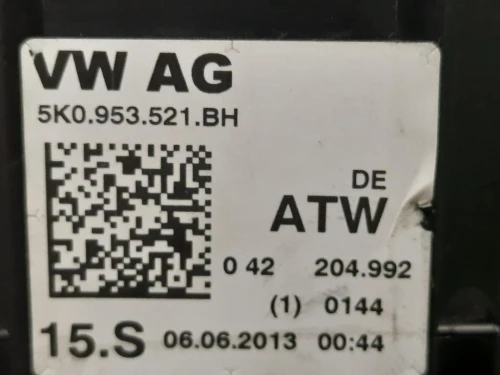 VW AG
5K0.953.521.BH
DE
ATW
0 42 204.992
(1) 0144
15.S 06.06.2013 00:44